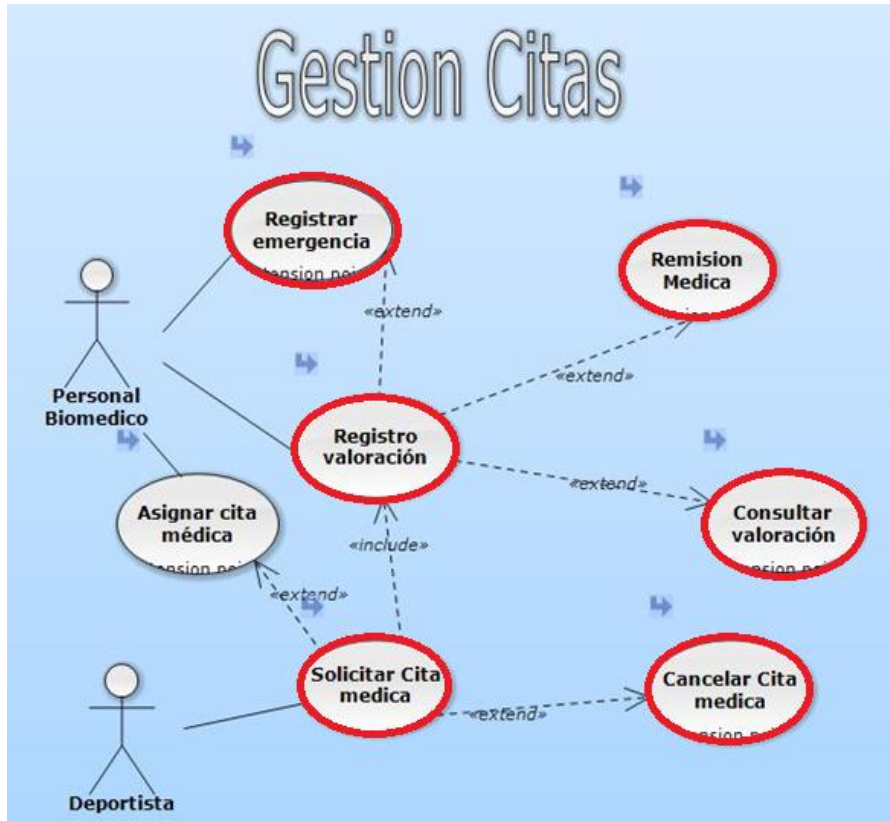 Gestion Citas
Registrar
emergencia
Remision
Medica
«extend»
«extend»
Personal
Biomedico
Registro
valoración
Asignar cita
médica
«extend»
Consultar
valoración
«include»
«extend»
Solicitar Cita
medica
Cancelar Cita
medica
«extend»
Deportista